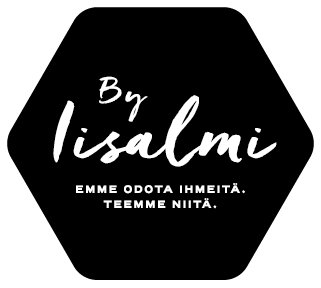 By
Iisalmi
EMME ODOTA IHMEITÄ.
TEEMME NIITÄ.